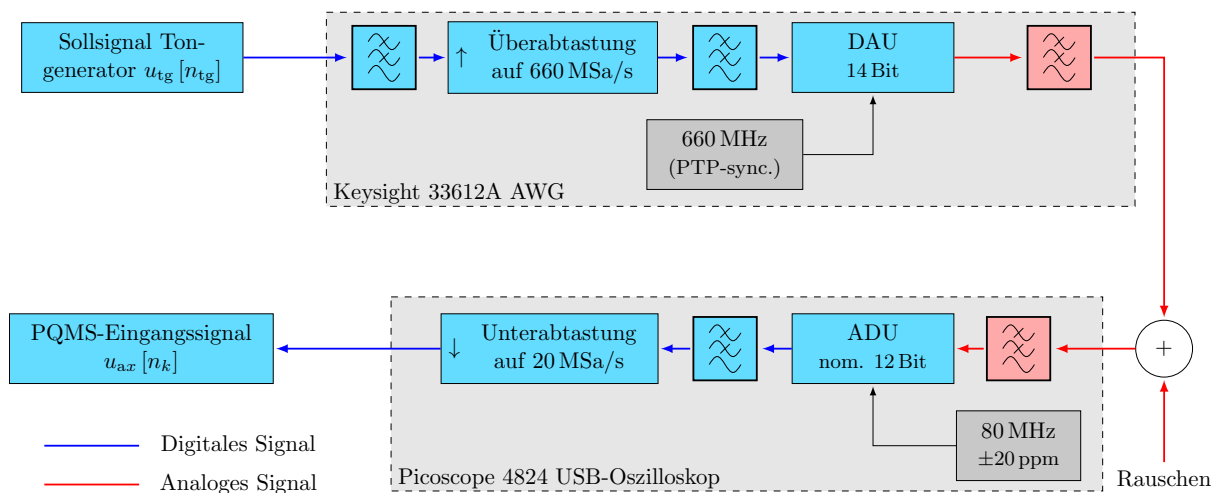 Sollsignal Ton-
generator u_tg [n_tg]
↑ Überabtastung
auf 660 MSa/s
DAU
14 Bit
660 MHz
(PTP-sync.)
Keysight 33612A AWG
PQMS-Eingangssignal
u_ax [n_k]
↓ Unterabtastung
auf 20 MSa/s
ADU
nom. 12 Bit
+
80 MHz
±20 ppm
Picoscope 4824 USB-Oszilloskop
Rauschen
Digitales Signal
Analoges Signal